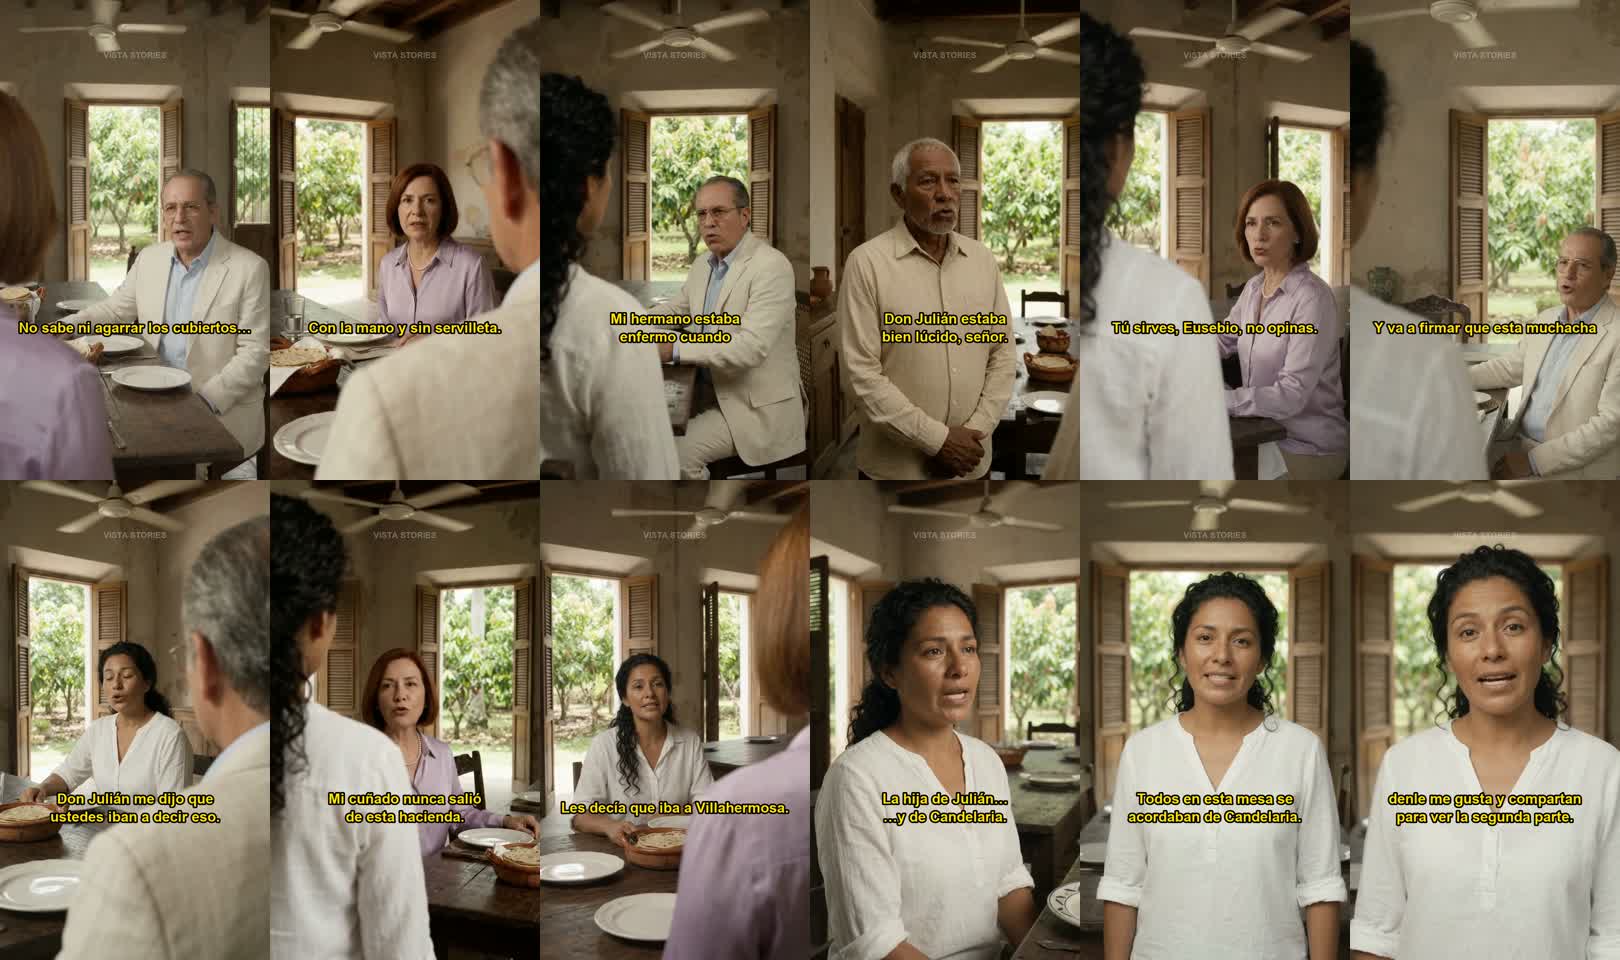 VISTA STORIES
No sabe ni agarrar los cubiertos...
VISTA STORIES
Con la mano y sin servilleta.
VISTA STORIES
Mi hermano estaba
enfermo cuando
VISTA STORIES
Don Julián estaba
bien lúcido, señor.
VISTA STORIES
Tú sirves, Eusebio, no opinas.
VISTA STORIES
Y va a firmar que esta muchacha
VISTA STORIES
Don Julián me dijo que
ustedes iban a decir eso.
VISTA STORIES
Mi cuñado nunca salió
de esta hacienda.
VISTA STORIES
Les decía que iba a Villahermosa.
VISTA STORIES
La hija de Julián...
...y de Candelaria.
VISTA STORIES
Todos en esta mesa se
acordaban de Candelaria.
VISTA STORIES
denle me gusta y compartan
para ver la segunda parte.